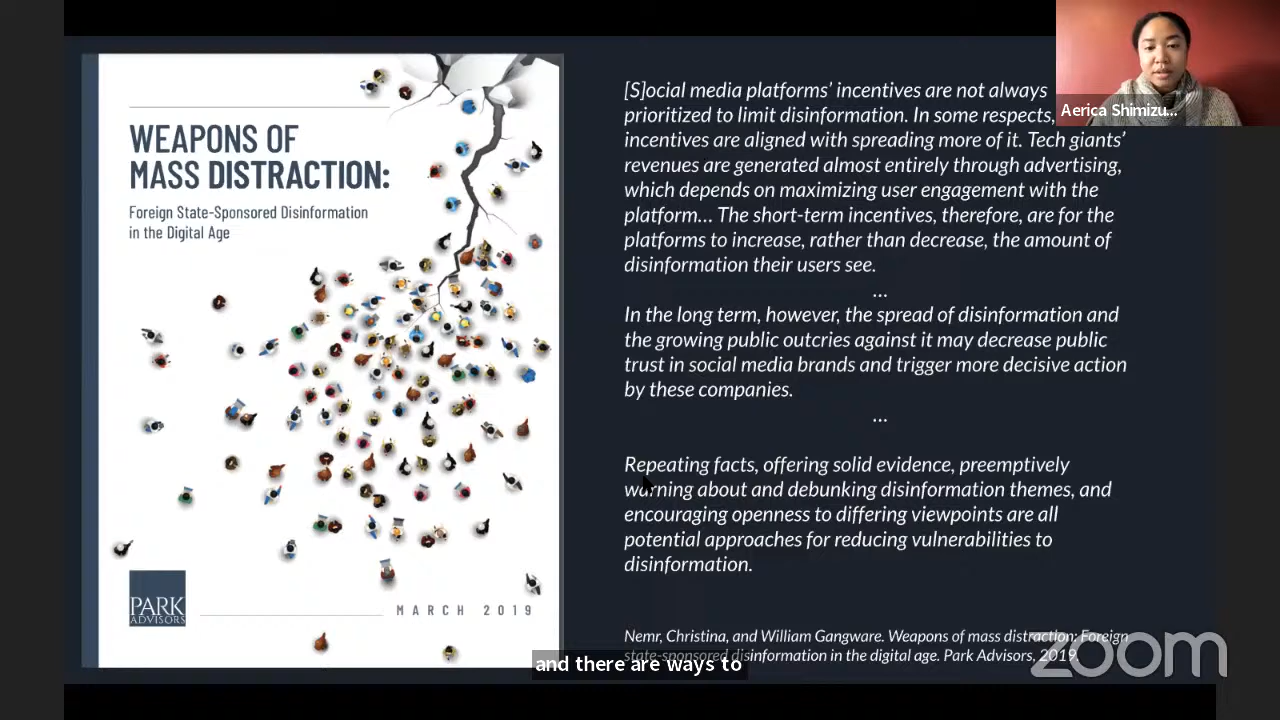 WEAPONS OF
MASS DISTRACTION:
Foreign State-Sponsored Disinformation
in the Digital Age
PARK
ADVISORS
MARCH 2019
[S]ocial media platforms’ incentives are not always
prioritized to limit disinformation. In some respects,
incentives are aligned with spreading more of it. Tech giants’
revenues are generated almost entirely through advertising,
which depends on maximizing user engagement with the
platform... The short-term incentives, therefore, are for the
platforms to increase, rather than decrease, the amount of
disinformation their users see.
...
In the long term, however, the spread of disinformation and
the growing public outcries against it may decrease public
trust in social media brands and trigger more decisive action
by these companies.
...
Repeating facts, offering solid evidence, preemptively
warning about and debunking disinformation themes, and
encouraging openness to differing viewpoints are all
potential approaches for reducing vulnerabilities to
disinformation.
Nemr, Christina, and William Gangware. Weapons of mass distraction: Foreign
state-sponsored disinformation in the digital age. Park Advisors, 2019.
Aerica Shimizu...
and there are ways to
zoom